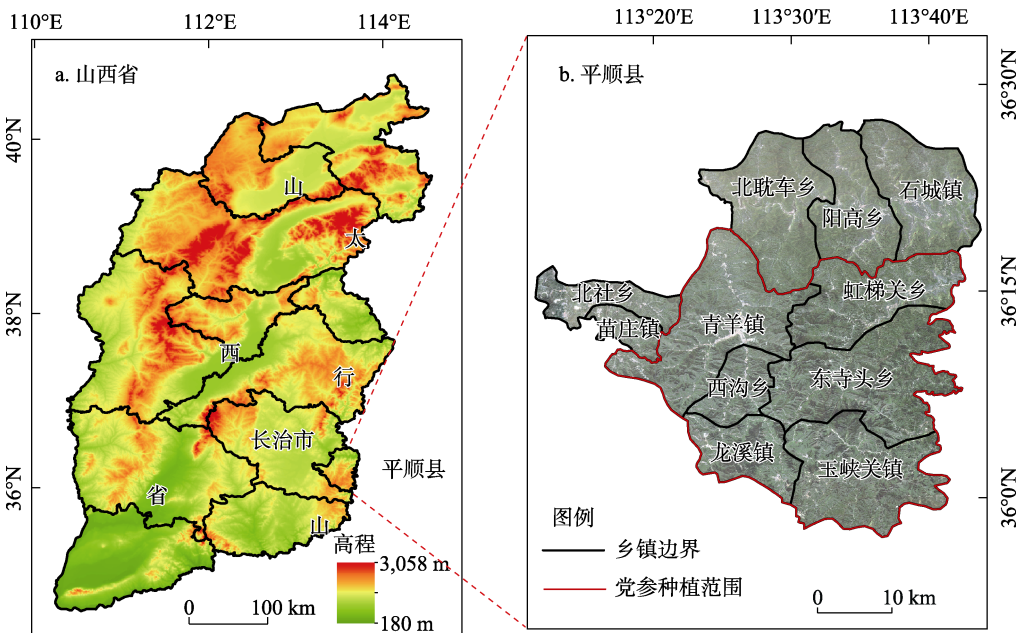 110°E
112°E
114°E
40°N
38°N
36°N
a. 山西省
山
太
西
行
长治市
省
山
平顺县
高程
3,058 m
180 m
0
100 km
113°20′E
113°30′E
113°40′E
36°30′N
36°15′N
36°0′N
b. 平顺县
北耽车乡
石城镇
阳高乡
北社乡
虹梯关乡
苗庄镇
青羊镇
西沟乡
东寺头乡
龙溪镇
玉峡关镇
图例
乡镇边界
党参种植范围
0
10 km